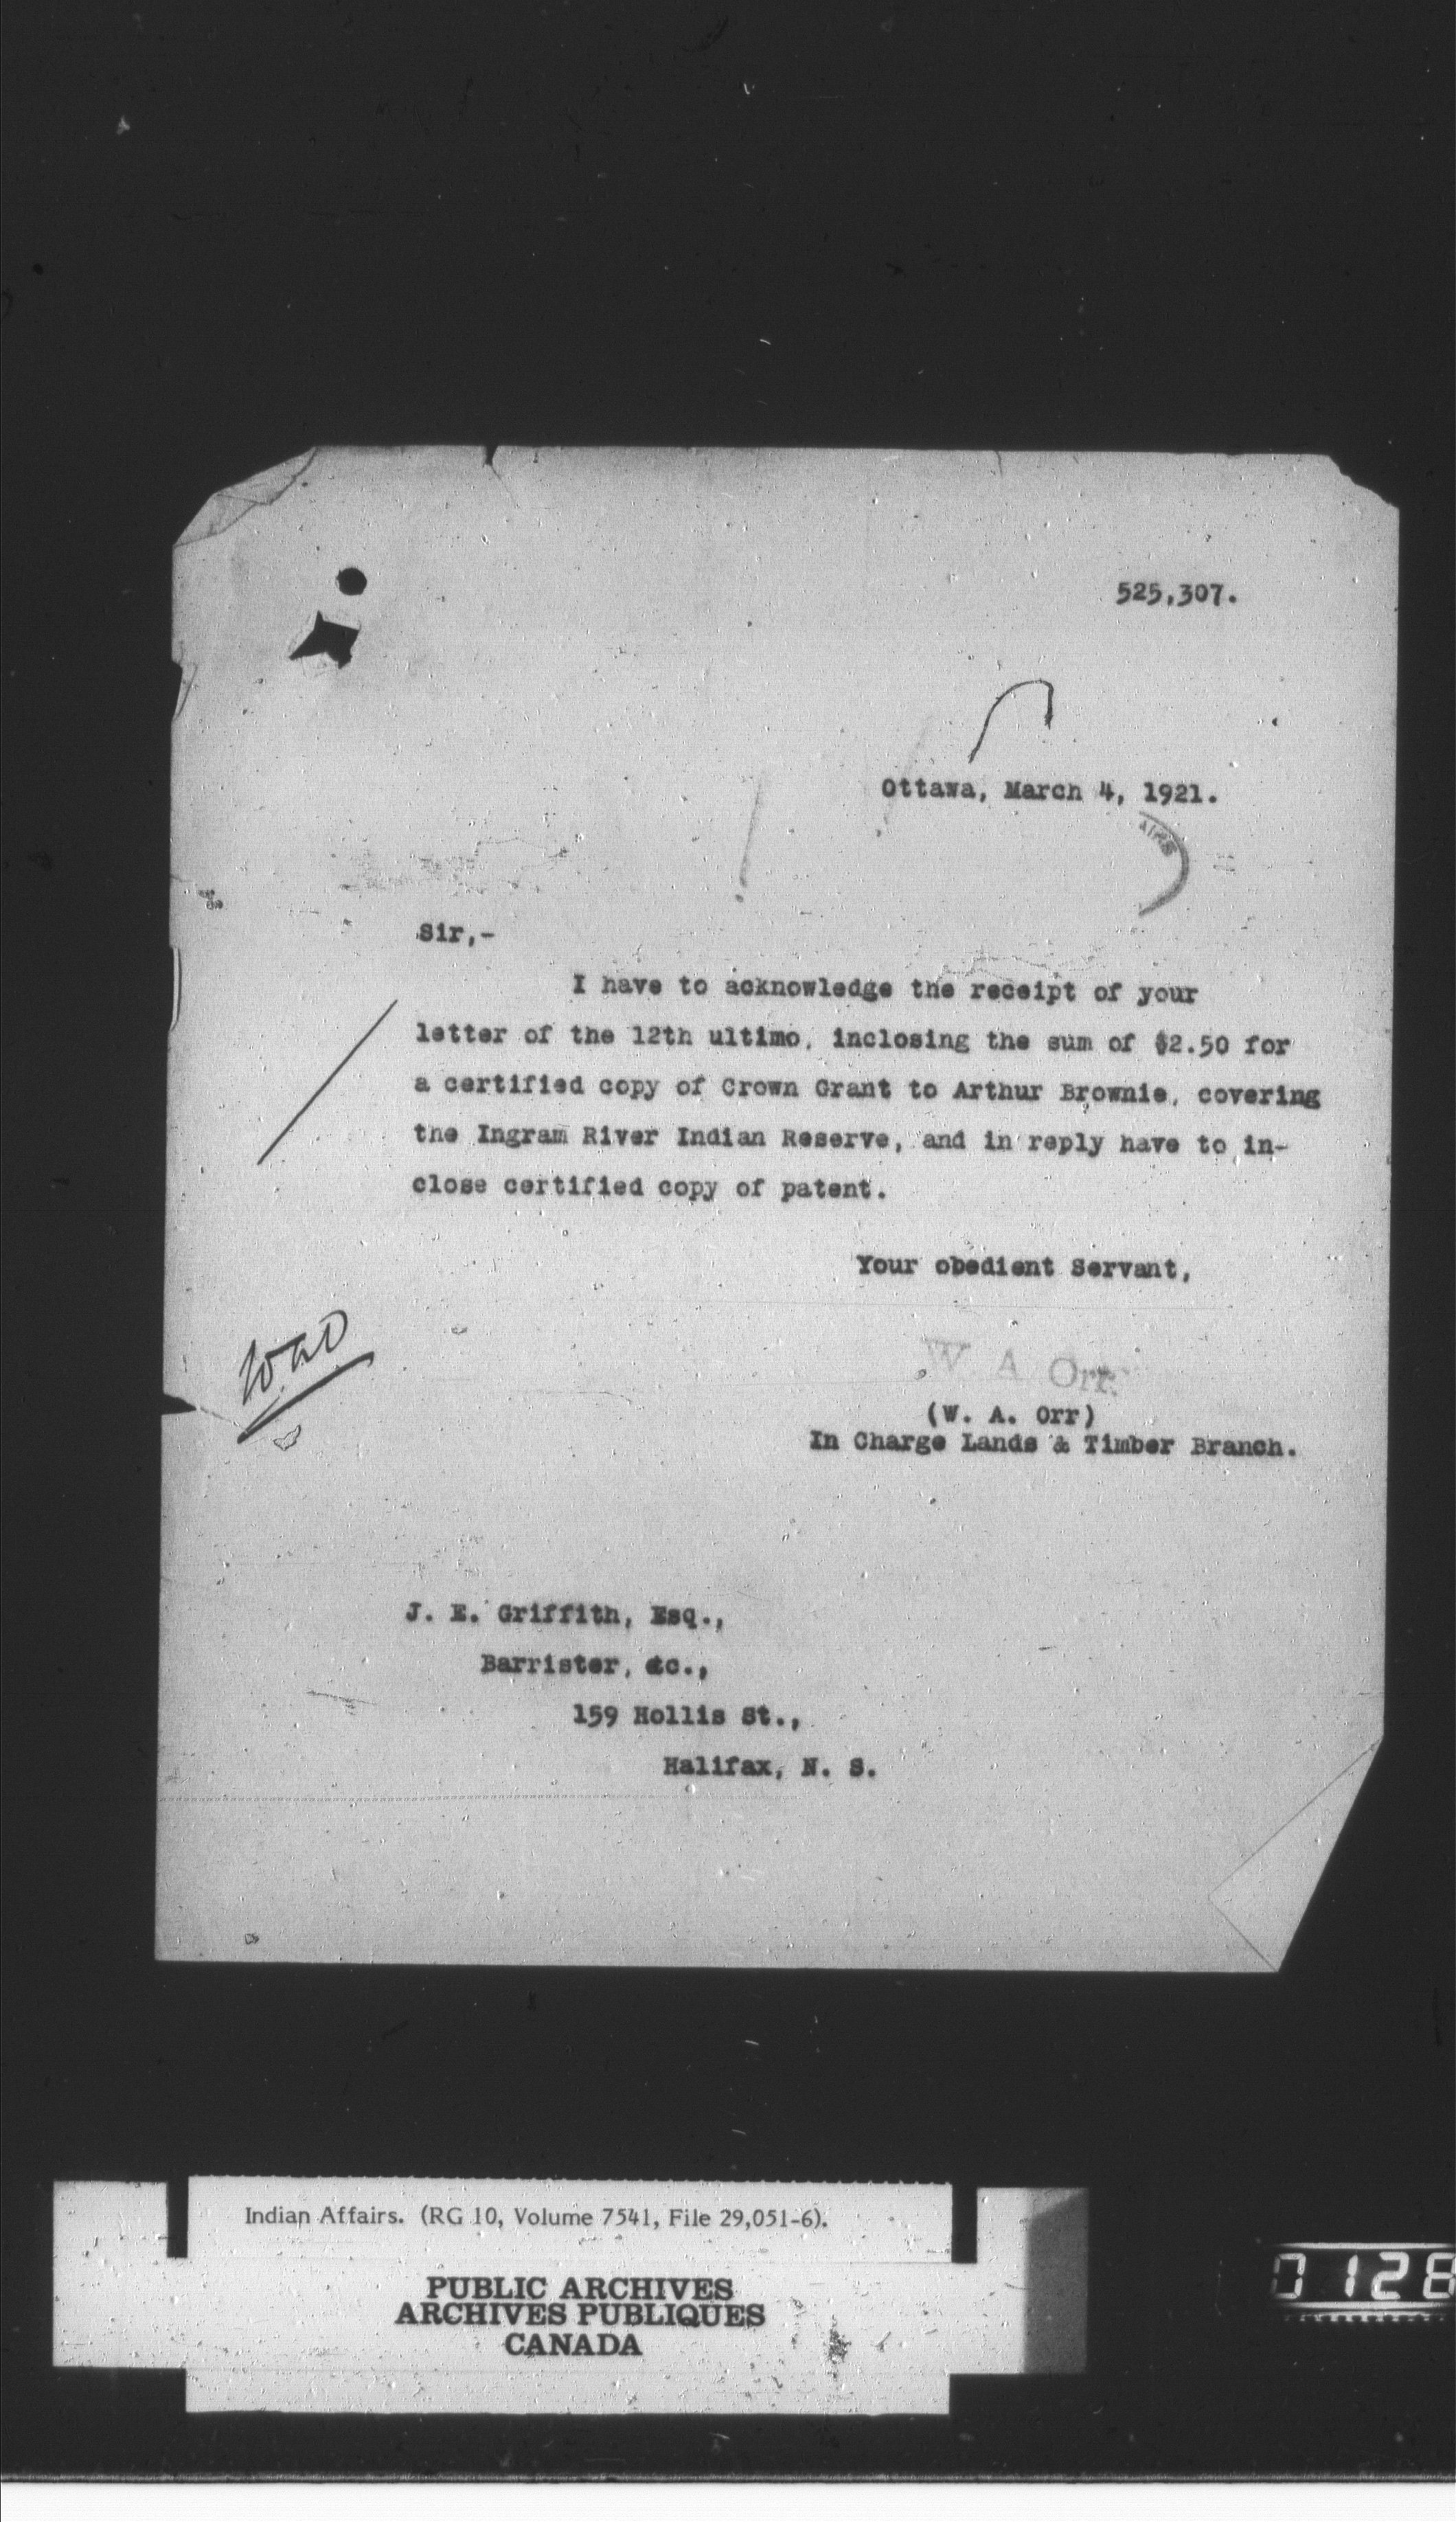 525,307.
Ottawa, March 4, 1921.
Sir,-
I have to acknowledge the receipt of your
letter of the 12th ultimo, inclosing the sum of $2.50 for
a certified copy of Crown Grant to Arthur Brownie, covering
the Ingram River Indian Reserve, and in reply have to in-
close certified copy of patent.
Your obedient Servant,
W A Orr.
(W. A. Orr)
In Charge Lands & Timber Branch.
WAO
J. E. Griffith, Esq.,
Barrister, &c.,
159 Hollis St.,
Halifax, N. S.
Indian Affairs. (RG 10, Volume 7541, File 29,051-6).
PUBLIC ARCHIVES
ARCHIVES PUBLIQUES
CANADA
0128